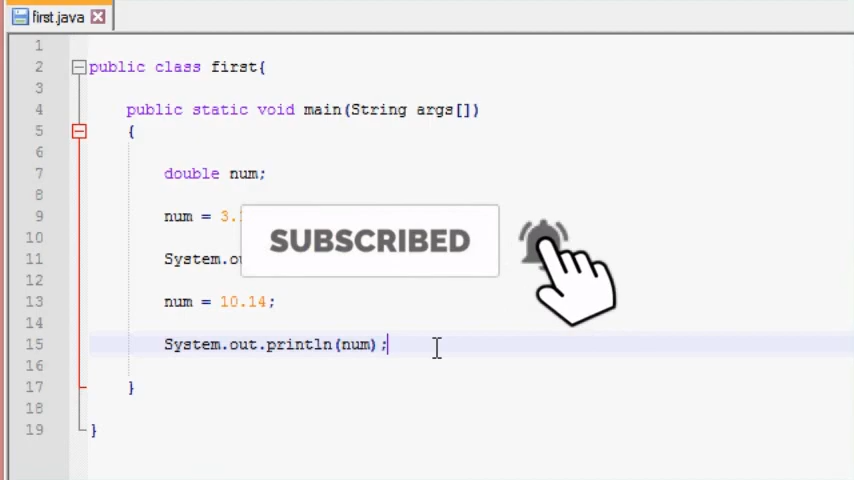 first.java
1
2 public class first{
3
4 public static void main(String args[])
5 {
6
7 double num;
8
9 num = 3.
SUBSCRIBED
10
11 System.
12
13 num = 10.14;
14
15 System.out.println(num);
16
17 }
18
19 }